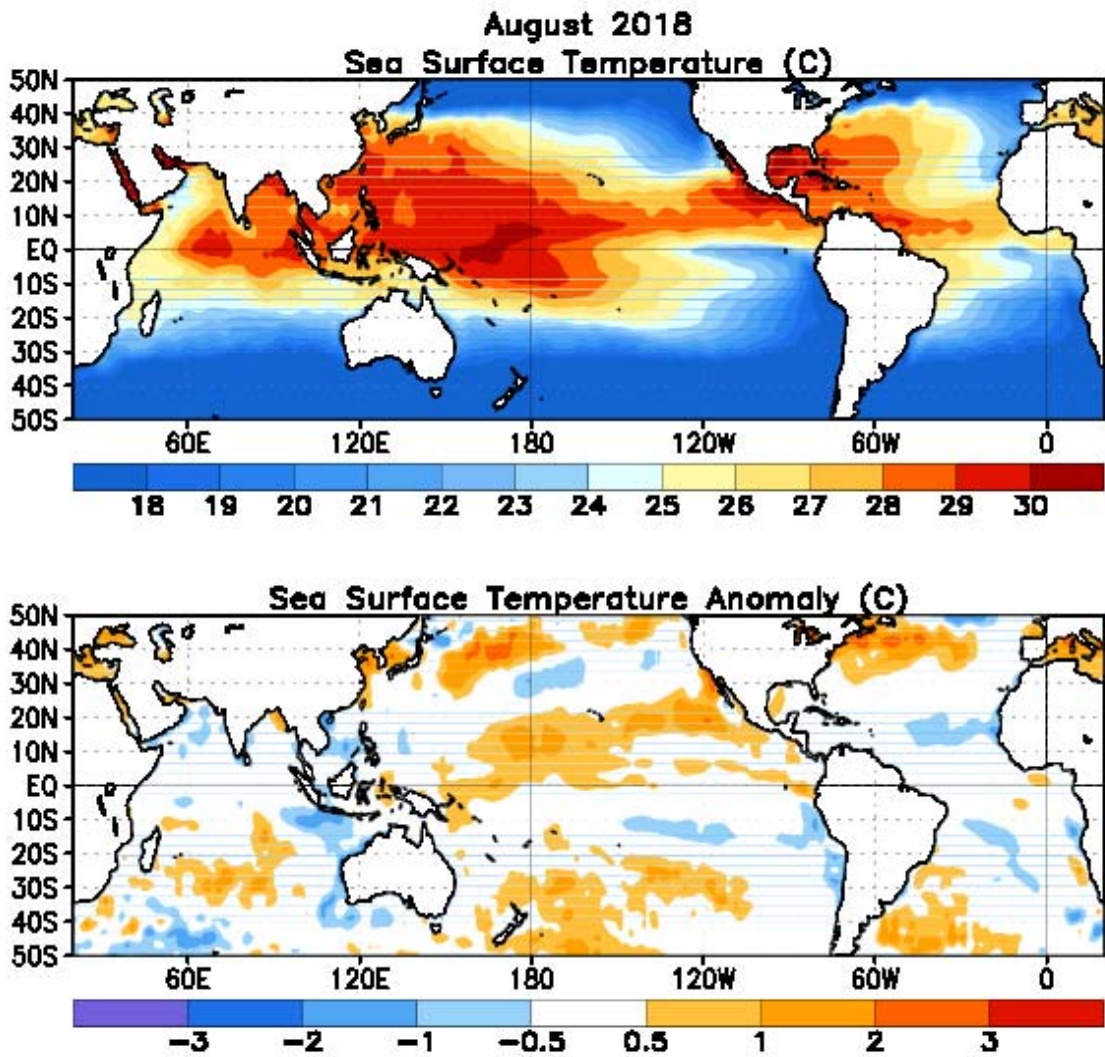 August 2018
Sea Surface Temperature (C)
50N
40N
30N
20N
10N
EQ
10S
20S
30S
40S
50S
60E 120E 180 120W 60W 0
18 19 20 21 22 23 24 25 26 27 28 29 30
Sea Surface Temperature Anomaly (C)
50N
40N
30N
20N
10N
EQ
10S
20S
30S
40S
50S
60E 120E 180 120W 60W 0
-3 -2 -1 -0.5 0.5 1 2 3